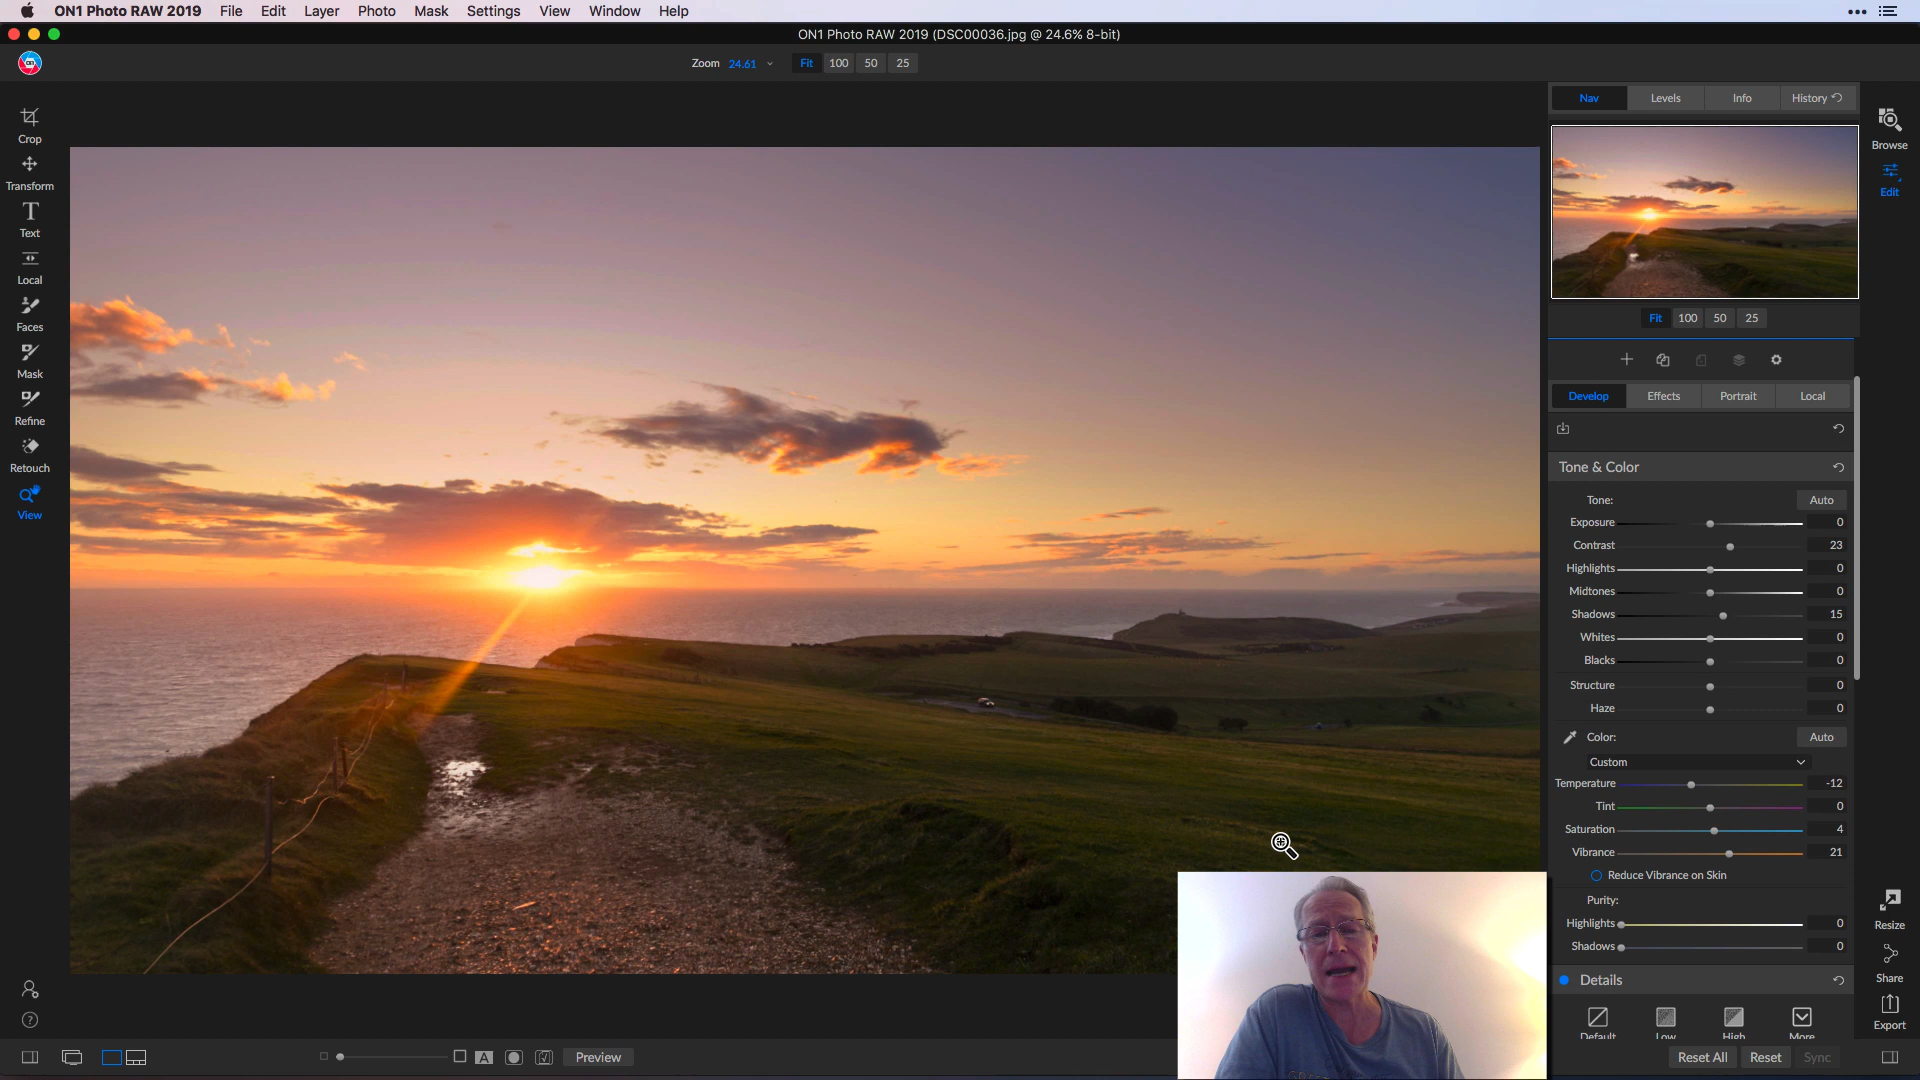 ON1 Photo RAW 2019 File Edit Layer Photo Mask Settings View Window Help
ON1 Photo RAW 2019 (DSC00036.jpg @ 24.6% 8-bit)
Zoom 24.61 Fit 100 50 25
Crop
Transform
Text
Local
Faces
Mask
Refine
Retouch
View
Nav Levels Info History
Browse
Edit
Fit 100 50 25
Develop Effects Portrait Local
Tone & Color
Tone: Auto
Exposure 0
Contrast 23
Highlights 0
Midtones 0
Shadows 15
Whites 0
Blacks 0
Structure 0
Haze 0
Color: Auto
Custom
Temperature -12
Tint 0
Saturation 4
Vibrance 21
Reduce Vibrance on Skin
Purity:
Highlights 0
Shadows 0
Details
Default Low High More
Resize
Share
Export
A Preview
Reset All Reset Sync